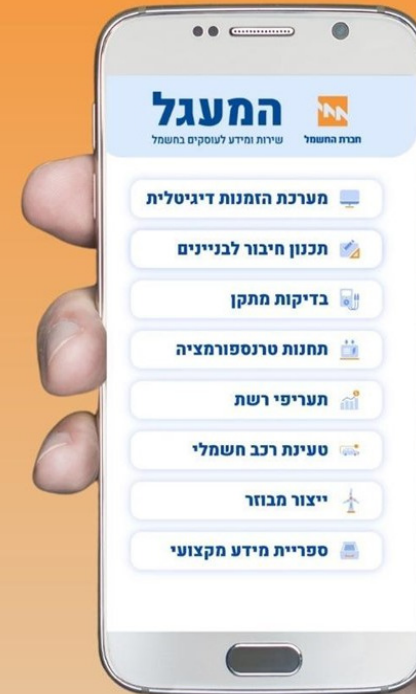 המעגל
שירות ומידע לעוסקים בחשמל
חברת החשמל
מערכת הזמנות דיגיטלית
תכנון חיבור לבניינים
בדיקות מתקן
תחנות טרנספורמציה
תעריפי רשת
טעינת רכב חשמלי
ייצור מבוזר
ספריית מידע מקצועי